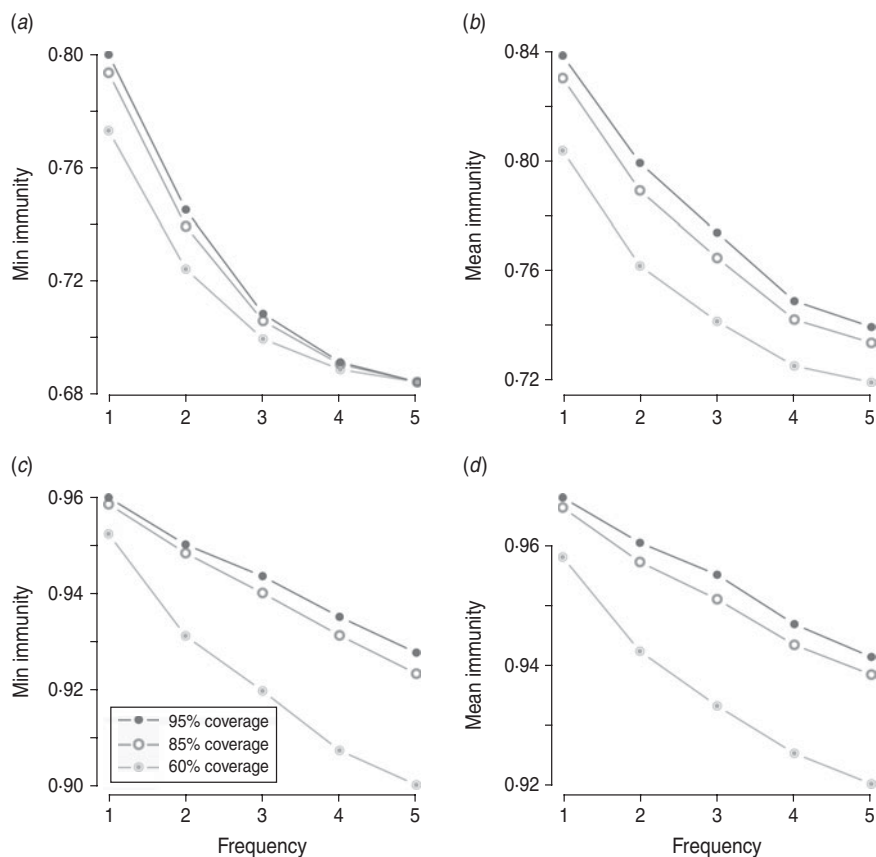 (a)
0·80
0·76
0·72
0·68
Min immunity
1 2 3 4 5
(b)
0·84
0·80
0·76
0·72
Mean immunity
1 2 3 4 5
(c)
0·96
0·94
0·92
0·90
Min immunity
95% coverage
85% coverage
60% coverage
1 2 3 4 5
Frequency
(d)
0·96
0·94
0·92
Mean immunity
1 2 3 4 5
Frequency